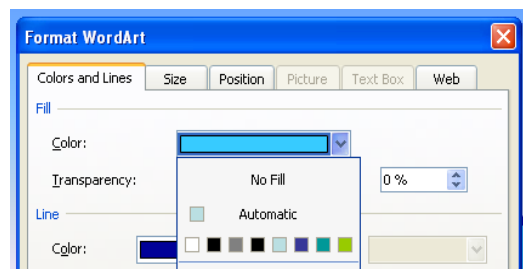 Format WordArt
Colors and Lines Size Position Picture Text Box Web
Fill
Color:
No Fill
Transparency: 0 %
Automatic
Line
Color: